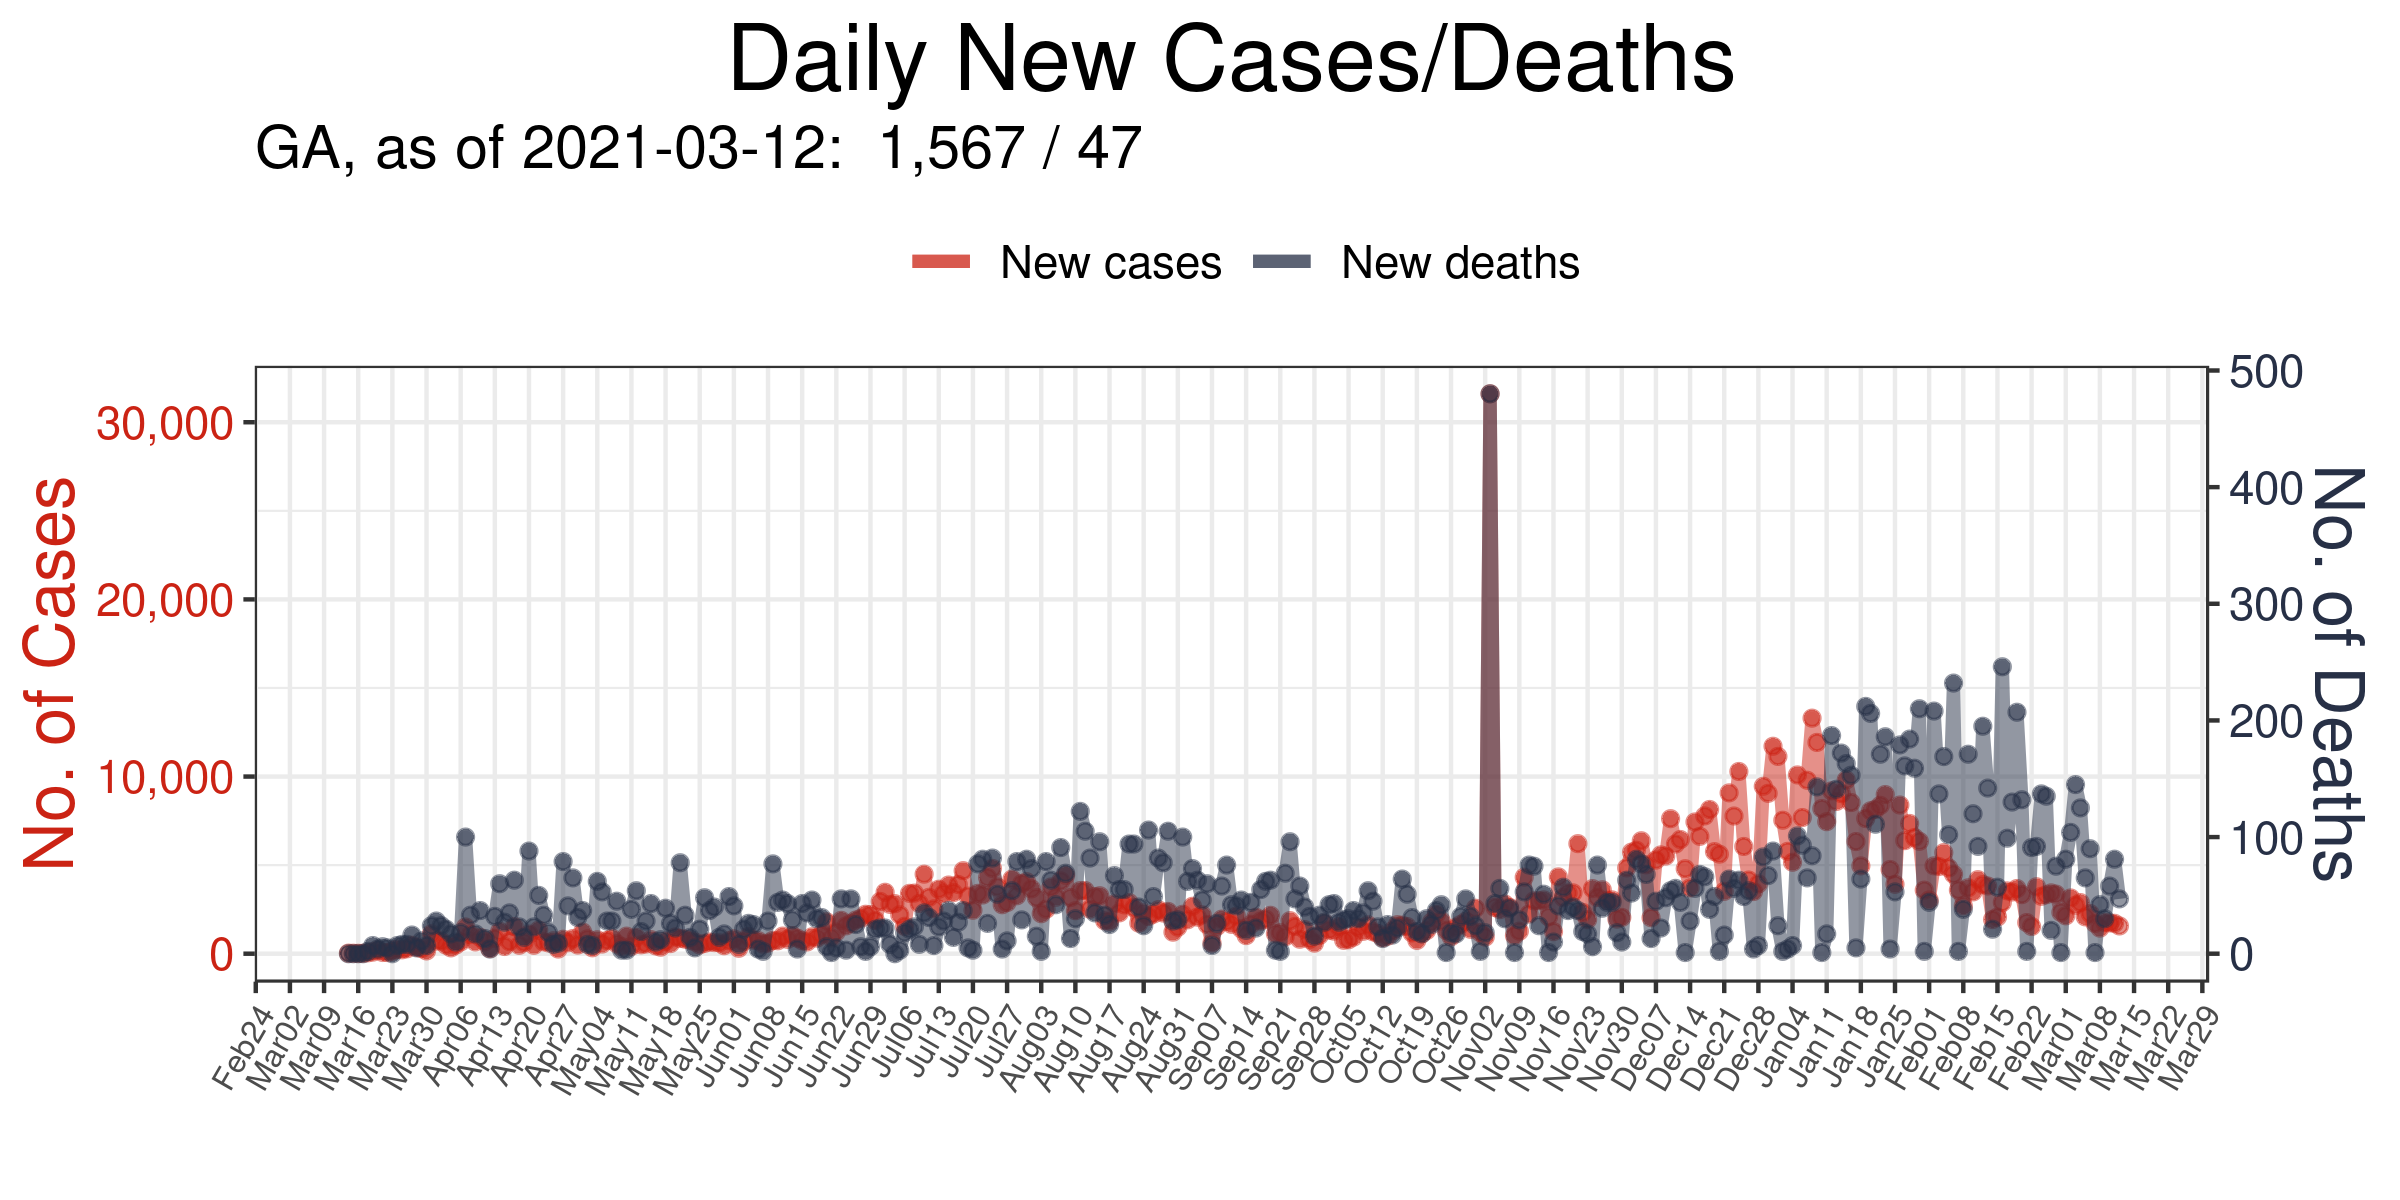 Daily New Cases/Deaths
GA, as of 2021-03-12:  1,567 / 47
New cases
New deaths
No. of Cases
30,000
20,000
10,000
0
500
400
300
200
100
0
No. of Deaths
Feb24
Mar02
Mar09
Mar16
Mar23
Mar30
Apr06
Apr13
Apr20
Apr27
May04
May11
May18
May25
Jun01
Jun08
Jun15
Jun22
Jun29
Jul06
Jul13
Jul20
Jul27
Aug03
Aug10
Aug17
Aug24
Aug31
Sep07
Sep14
Sep21
Sep28
Oct05
Oct12
Oct19
Oct26
Nov02
Nov09
Nov16
Nov23
Nov30
Dec07
Dec14
Dec21
Dec28
Dec04
Jan11
Jan18
Jan25
Feb01
Feb08
Feb15
Feb22
Mar01
Mar08
Mar15
Mar22
Mar29